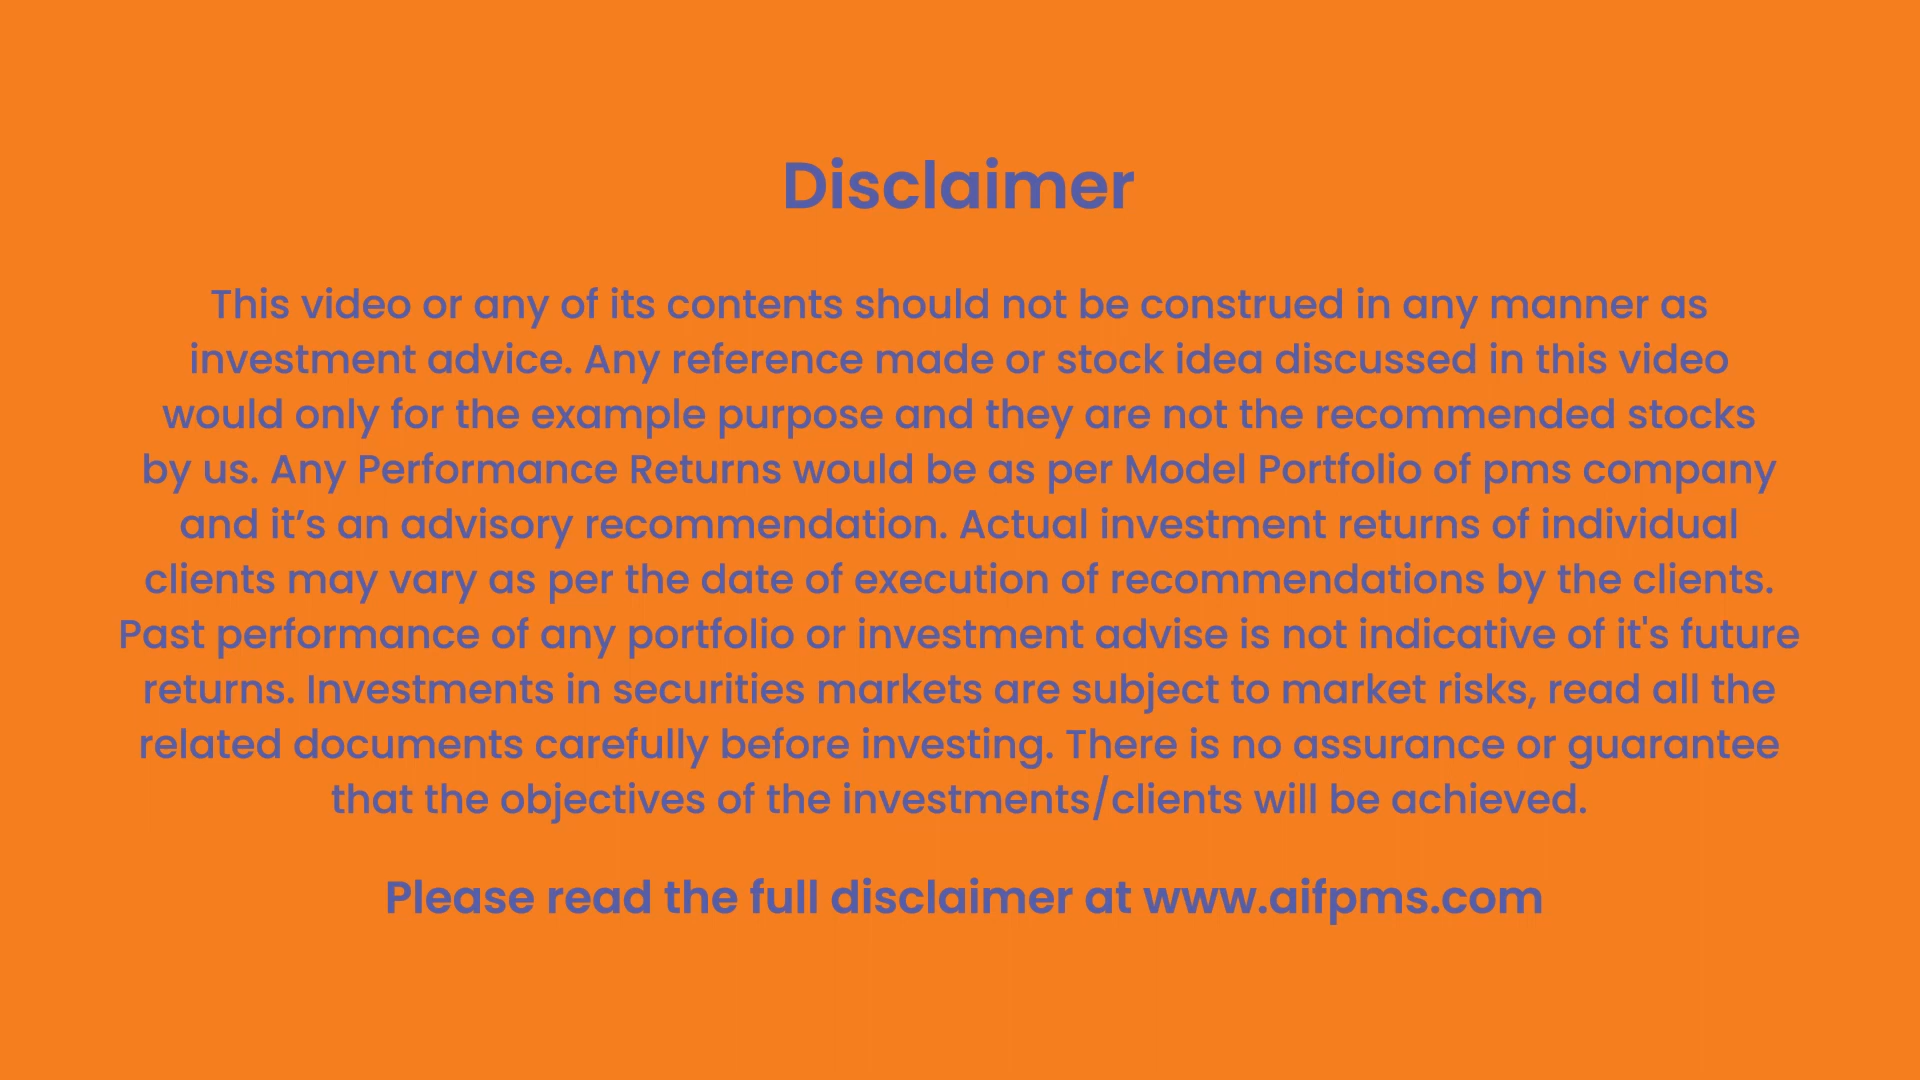 Disclaimer
This video or any of its contents should not be construed in any manner as
investment advice. Any reference made or stock idea discussed in this video
would only for the example purpose and they are not the recommended stocks
by us. Any Performance Returns would be as per Model Portfolio of pms company
and it’s an advisory recommendation. Actual investment returns of individual
clients may vary as per the date of execution of recommendations by the clients.
Past performance of any portfolio or investment advise is not indicative of it's future
returns. Investments in securities markets are subject to market risks, read all the
related documents carefully before investing. There is no assurance or guarantee
that the objectives of the investments/clients will be achieved.
Please read the full disclaimer at www.aifpms.com